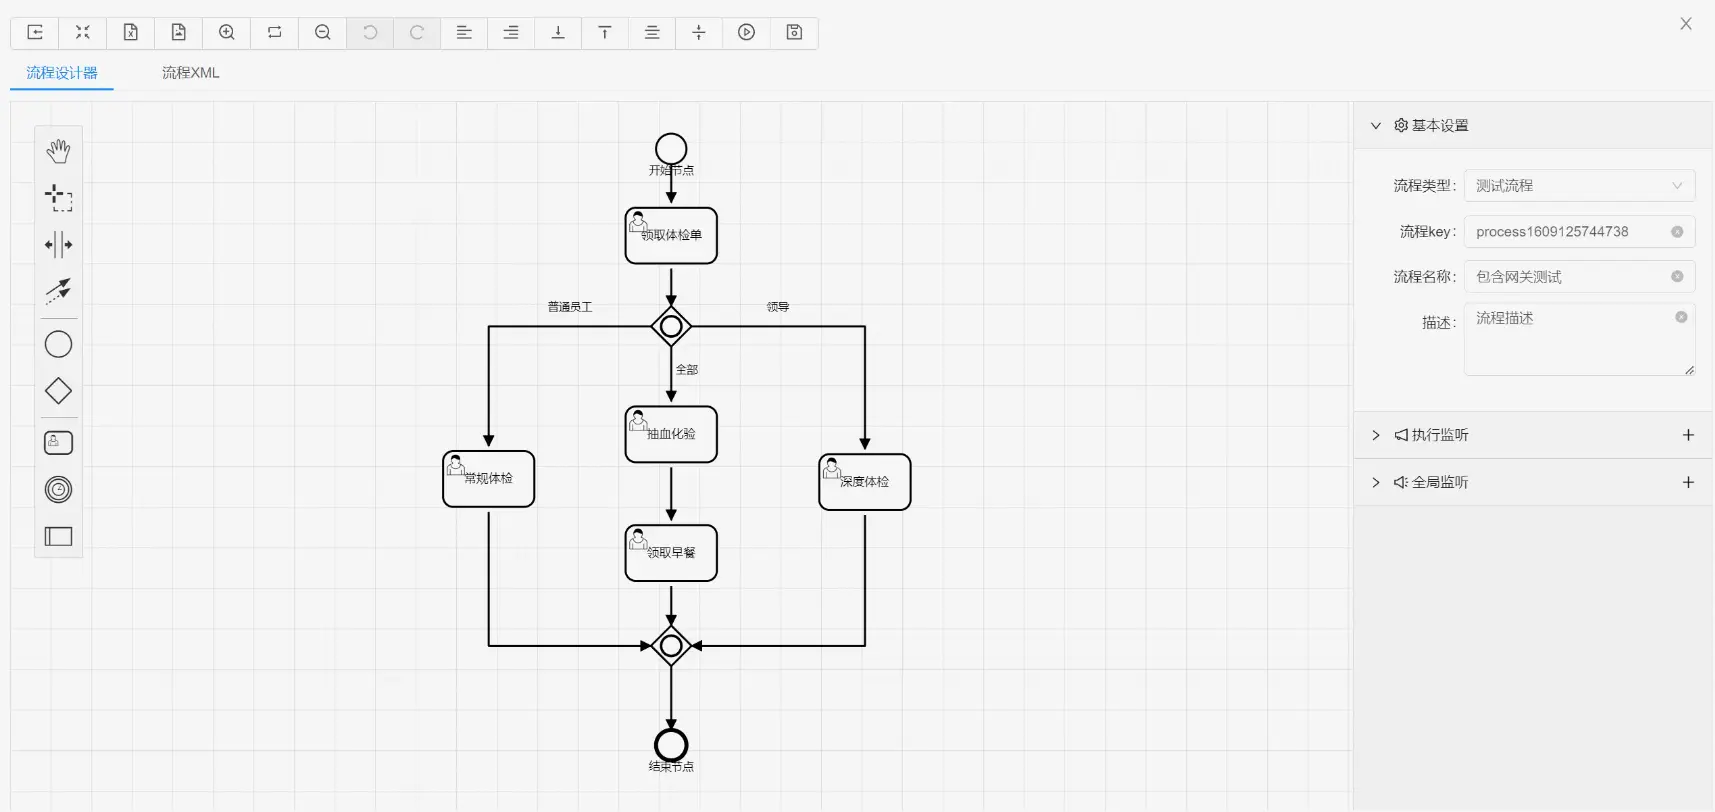 流程设计器
流程XML
开始节点
领取体检单
普通员工
领导
全部
抽血化验
常规体检
深度体检
领取早餐
结束节点
基本设置
流程类型:
测试流程
流程key:
process1609125744738
流程名称:
包含网关测试
描述:
流程描述
执行监听
全局监听